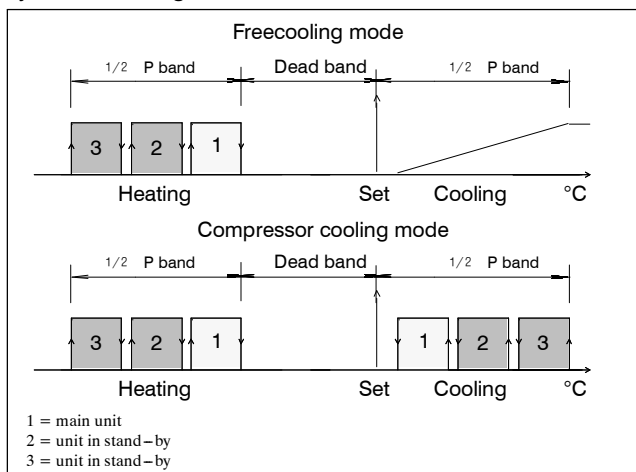 Freecooling mode
1/2 P band Dead band 1/2 P band
3 2 1
Heating Set Cooling °C
Compressor cooling mode
1/2 P band Dead band 1/2 P band
3 2 1 1 2 3
Heating Set Cooling °C
1 = main unit
2 = unit in stand-by
3 = unit in stand-by